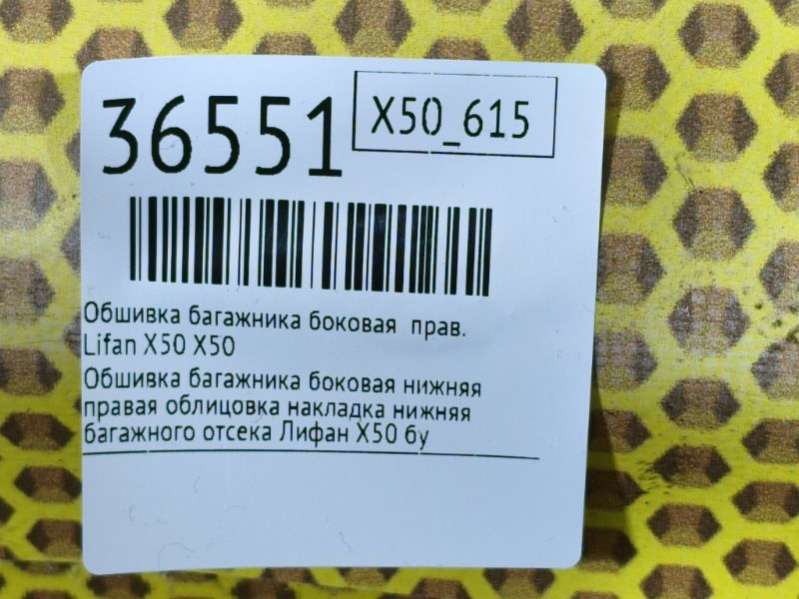 36551
X50_615
Обшивка багажника боковая прав.
Lifan X50 X50
Обшивка багажника боковая нижняя
правая облицовка накладка нижняя
багажного отсека Лифан X50 бу